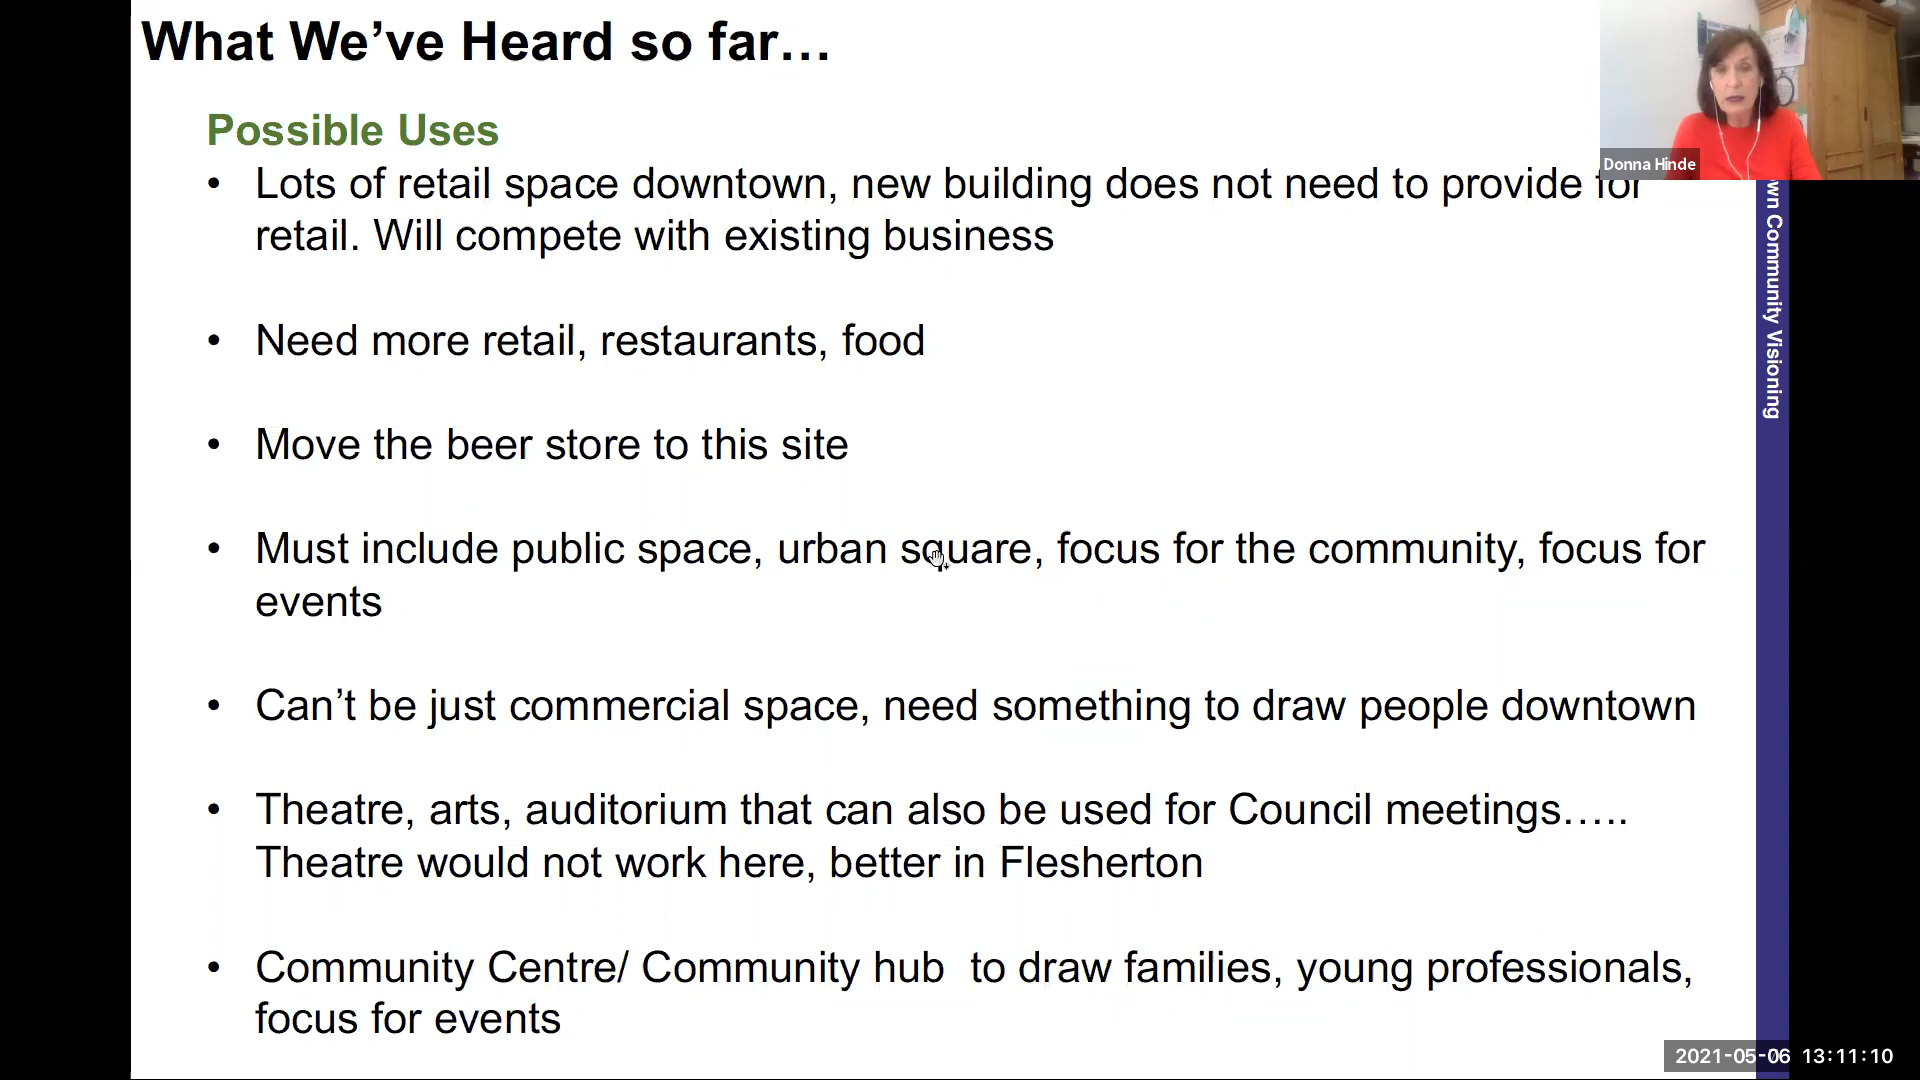 What We’ve Heard so far…
Possible Uses
• Lots of retail space downtown, new building does not need to provide for
retail. Will compete with existing business
• Need more retail, restaurants, food
• Move the beer store to this site
• Must include public space, urban square, focus for the community, focus for
events
• Can’t be just commercial space, need something to draw people downtown
• Theatre, arts, auditorium that can also be used for Council meetings…..
Theatre would not work here, better in Flesherton
• Community Centre/ Community hub  to draw families, young professionals,
focus for events
Donna Hinde
Community Visioning
2021-05-06 13:11:10